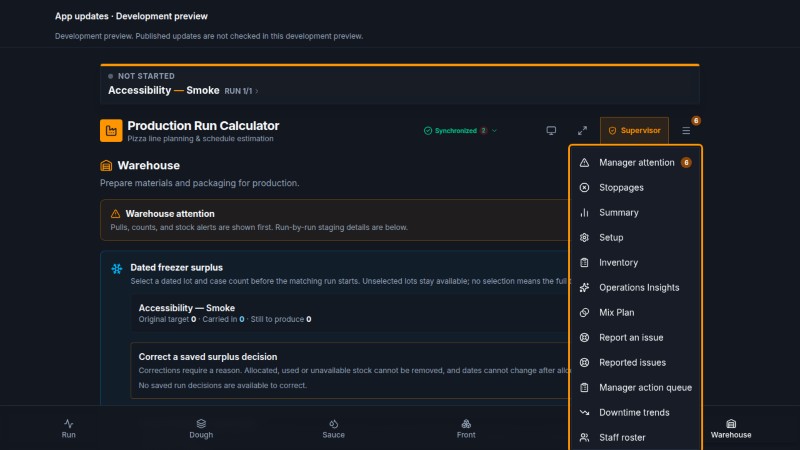 App updates · Development preview
Development preview. Published updates are not checked in this development preview.
NOT STARTED
Accessibility — Smoke RUN 1/1 ›
Production Run Calculator
Pizza line planning & schedule estimation
Synchronized 2
Supervisor
6
Warehouse
Prepare materials and packaging for production.
Warehouse attention
Pulls, counts, and stock alerts are shown first. Run-by-run staging details are below.
Dated freezer surplus
Select a dated lot and case count before the matching run starts. Unselected lots stay available; no selection means the full
Accessibility — Smoke
Original target 0 · Carried in 0 · Still to produce 0
Correct a saved surplus decision
Corrections require a reason. Allocated, used or unavailable stock cannot be removed, and dates cannot change after
No saved run decisions are available to correct.
Manager attention 6
Stoppages
Summary
Setup
Inventory
Operations Insights
Mix Plan
Report an issue
Reported issues
Manager action queue
Downtime trends
Staff roster
Run
Dough
Sauce
Front
Warehouse